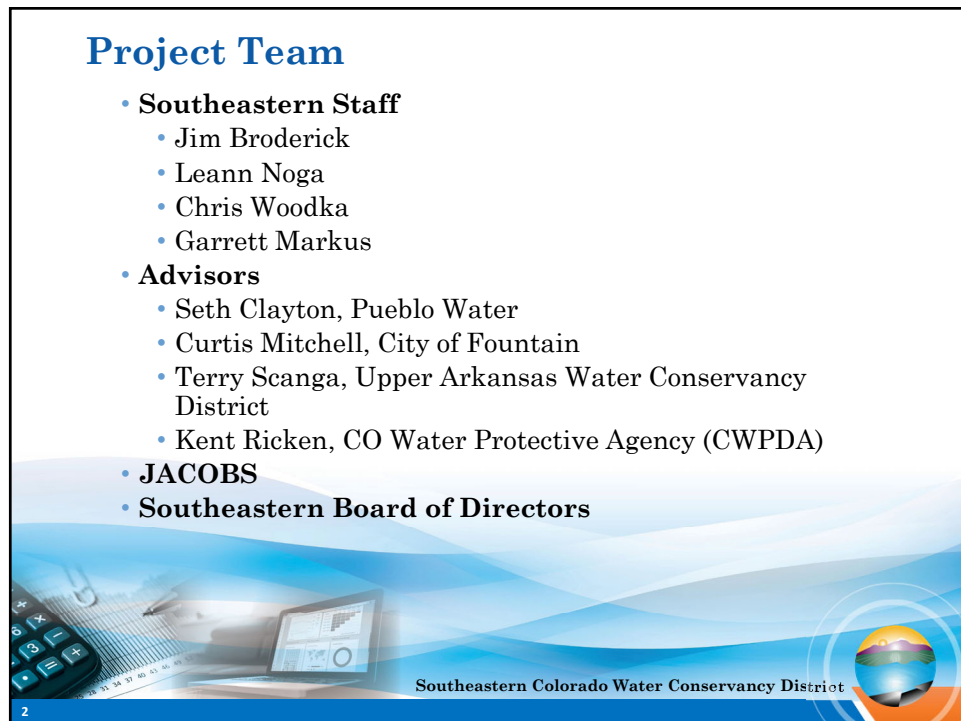 Project Team
• Southeastern Staff
• Jim Broderick
• Leann Noga
• Chris Woodka
• Garrett Markus
• Advisors
• Seth Clayton, Pueblo Water
• Curtis Mitchell, City of Fountain
• Terry Scanga, Upper Arkansas Water Conservancy
District
• Kent Ricken, CO Water Protective Agency (CWPDA)
• JACOBS
• Southeastern Board of Directors
Southeastern Colorado Water Conservancy District
2